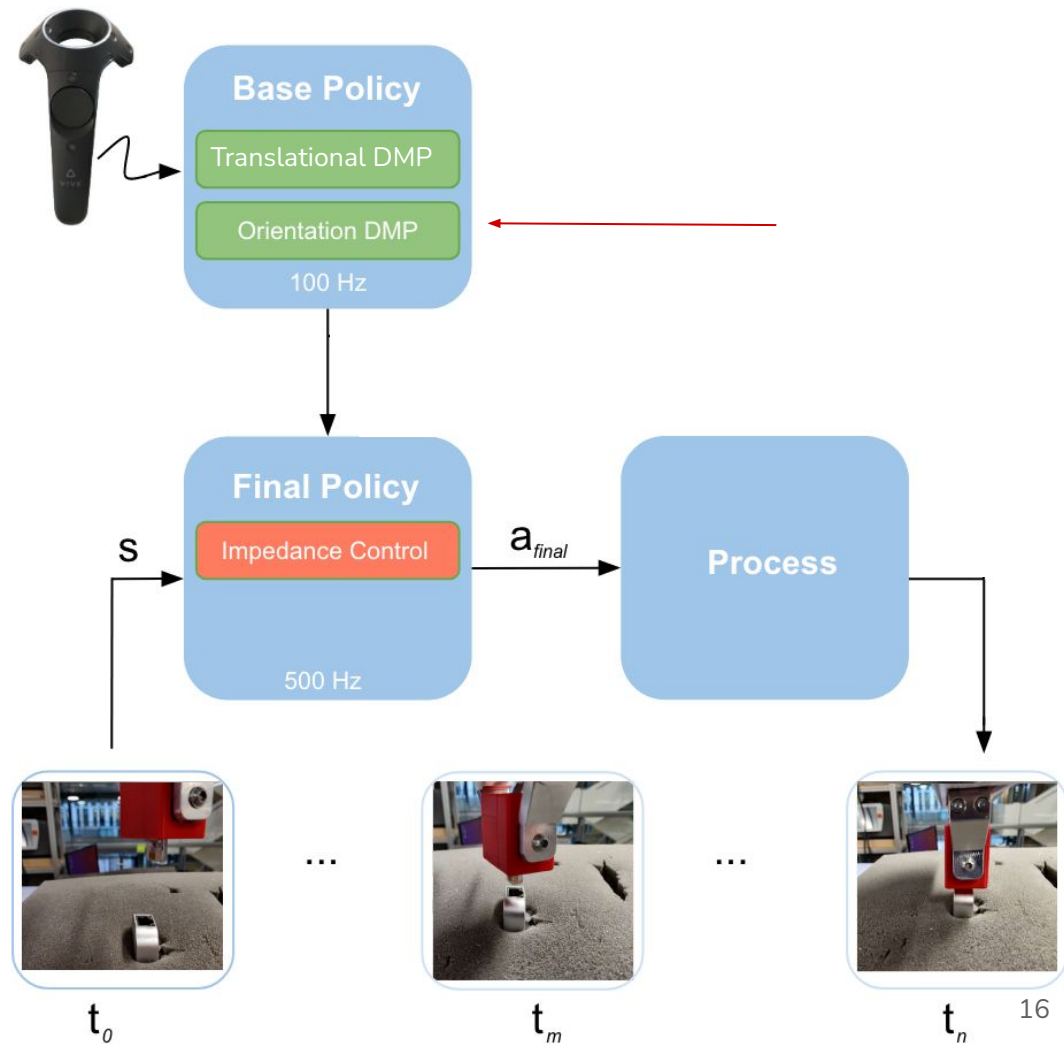 Base Policy
Translational DMP
VIVE
Orientation DMP
100 Hz
Final Policy
Impedance Control
s
a_final
Process
500 Hz
...
...
t_0
t_m
t_n
16